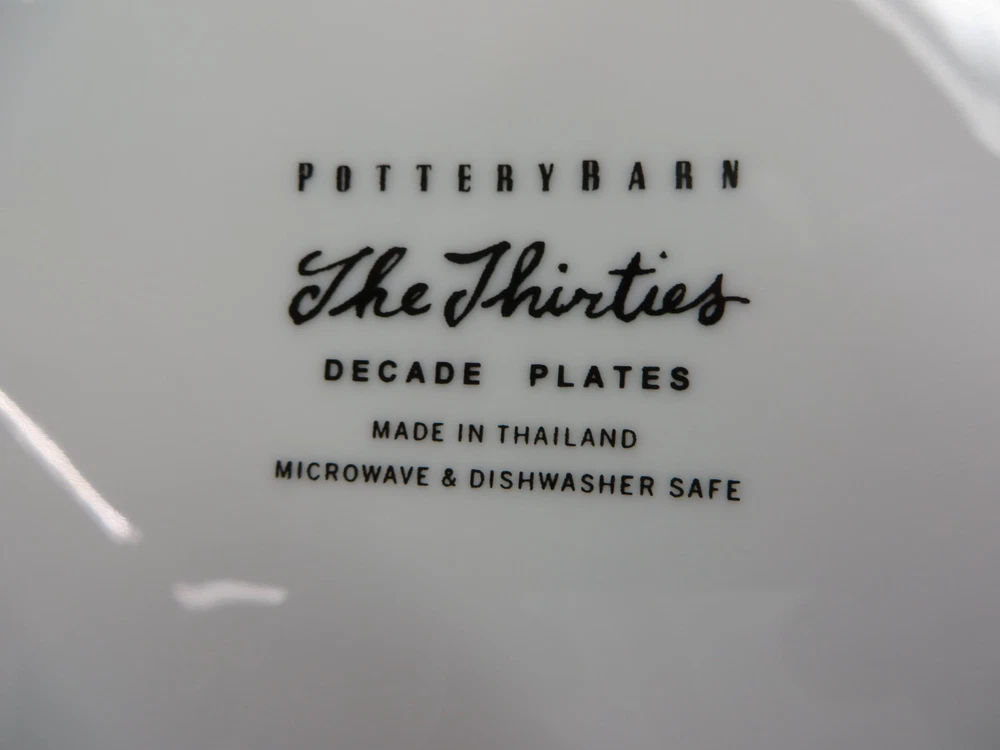 POTTERYBARN
The Thirties
DECADE PLATES
MADE IN THAILAND
MICROWAVE & DISHWASHER SAFE